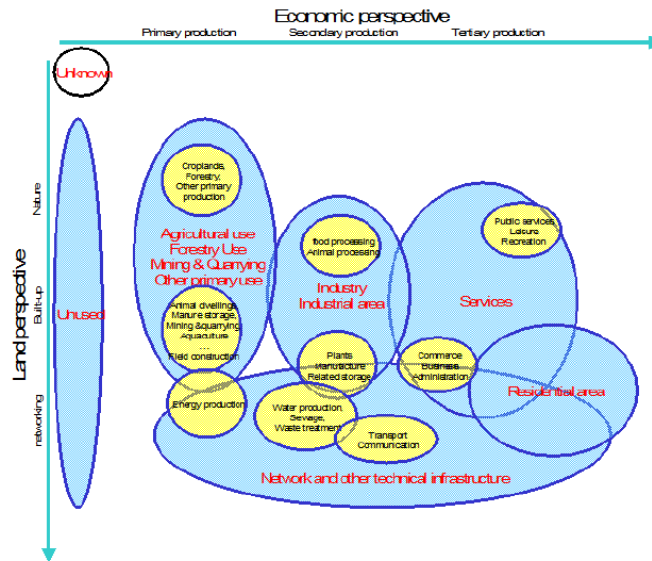 Economic perspective
Primary production
Secondary production
Tertiary production
Unknown
Land perspective
Nature
Built-up
networking
Unused
Croplands,
Forestry,
Other primary
production
Agricultural use
Forestry Use
Mining & Quarrying
Other primary use
Animal dwellings,
Manure storage,
Mining &quarrying,
Aquaculture
...
Field construction
Energy production
food processing
Animal processing
Industry
Industrial area
Plants
Manufacture
Related storage
Water production,
Sewage,
Waste treatment
Transport
Communication
Public services
Leisure
Recreation
Services
Commerce
Business
Administration
Residential area
Network and other technical infrastructure